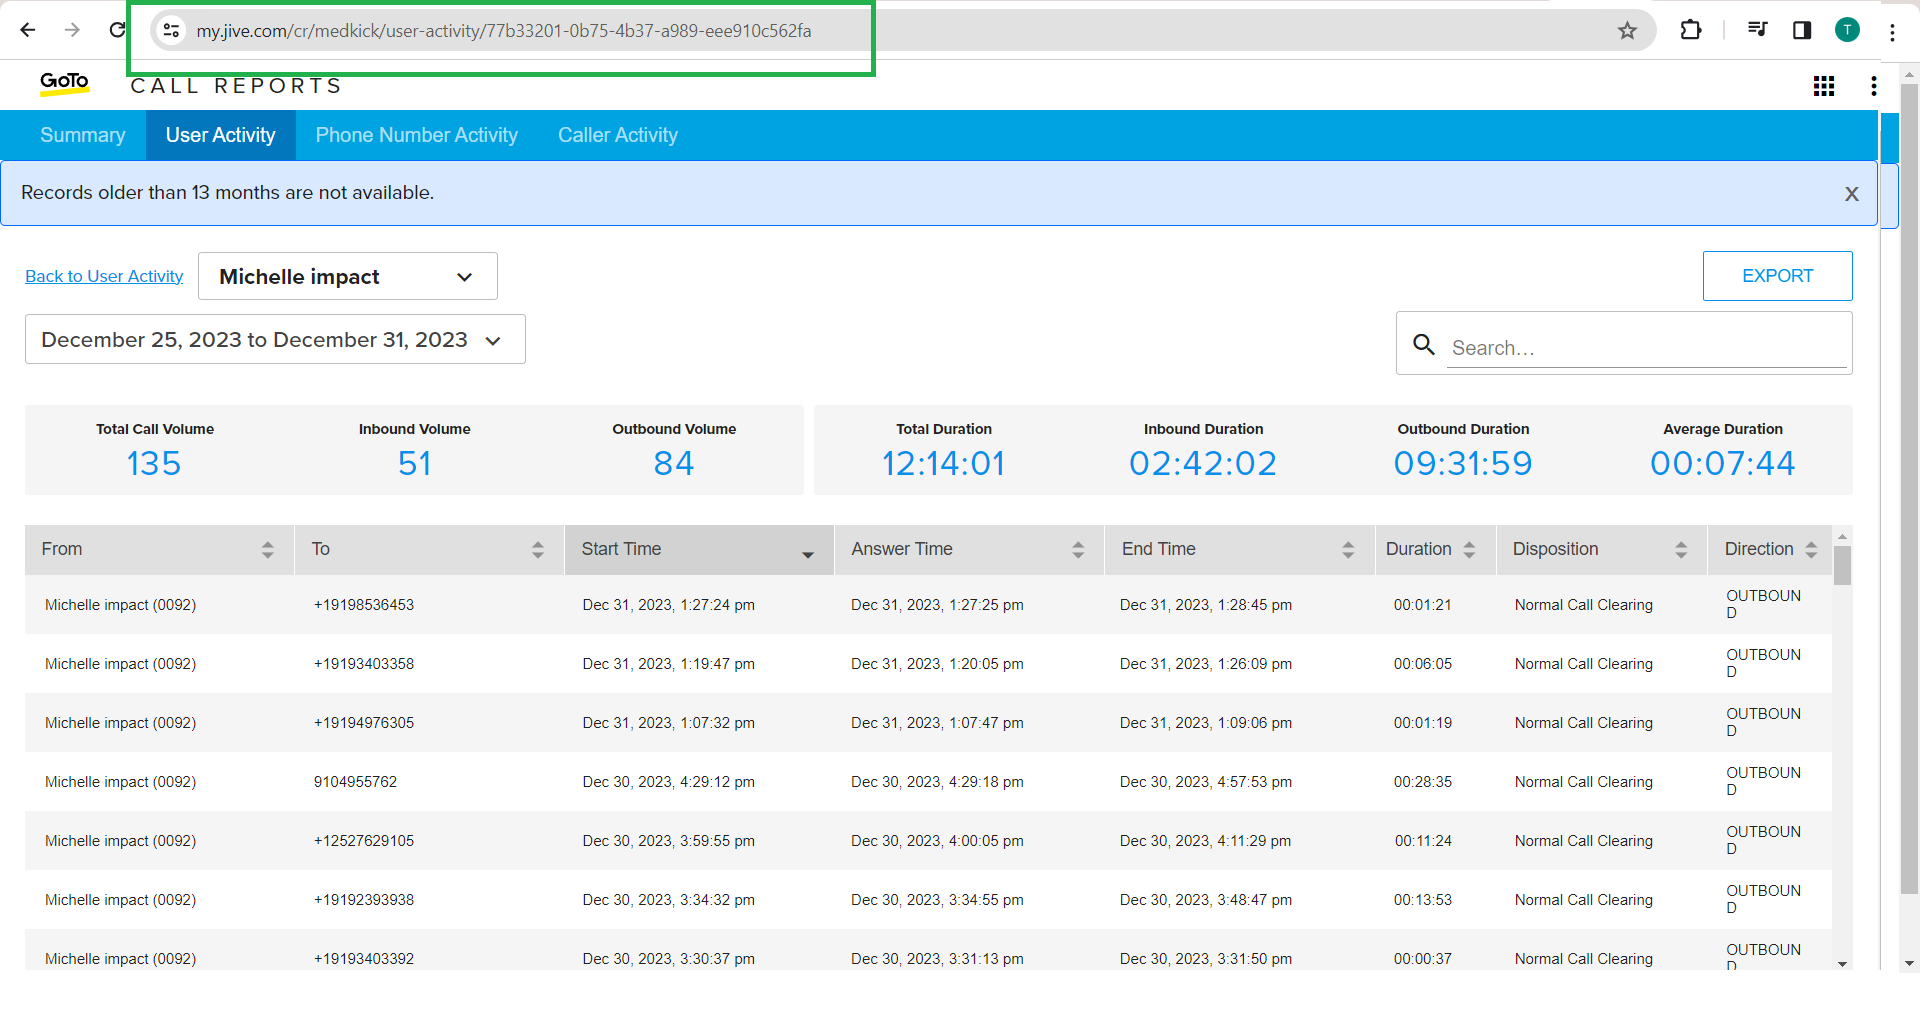 my.jive.com/cr/medkick/user-activity/77b33201-0b75-4b37-a989-eee910c562fa
T
GoTo
CALL REPORTS
Summary User Activity Phone Number Activity Caller Activity
Records older than 13 months are not available.
X
Back to User Activity Michelle impact EXPORT
December 25, 2023 to December 31, 2023
Search...
Total Call Volume Inbound Volume Outbound Volume Total Duration Inbound Duration Outbound Duration Average Duration
135 51 84 12:14:01 02:42:02 09:31:59 00:07:44
From To Start Time Answer Time End Time Duration Disposition Direction
Michelle impact (0092) +19198536453 Dec 31, 2023, 1:27:24 pm Dec 31, 2023, 1:27:25 pm Dec 31, 2023, 1:28:45 pm 00:01:21 Normal Call Clearing OUTBOUN
D
Michelle impact (0092) +19193403358 Dec 31, 2023, 1:19:47 pm Dec 31, 2023, 1:20:05 pm Dec 31, 2023, 1:26:09 pm 00:06:05 Normal Call Clearing OUTBOUN
D
Michelle impact (0092) +19194976305 Dec 31, 2023, 1:07:32 pm Dec 31, 2023, 1:07:47 pm Dec 31, 2023, 1:09:06 pm 00:01:19 Normal Call Clearing OUTBOUN
D
Michelle impact (0092) 9104955762 Dec 30, 2023, 4:29:12 pm Dec 30, 2023, 4:29:18 pm Dec 30, 2023, 4:57:53 pm 00:28:35 Normal Call Clearing OUTBOUN
D
Michelle impact (0092) +12527629105 Dec 30, 2023, 3:59:55 pm Dec 30, 2023, 4:00:05 pm Dec 30, 2023, 4:11:29 pm 00:11:24 Normal Call Clearing OUTBOUN
D
Michelle impact (0092) +19192393938 Dec 30, 2023, 3:34:32 pm Dec 30, 2023, 3:34:55 pm Dec 30, 2023, 3:48:47 pm 00:13:53 Normal Call Clearing OUTBOUN
D
Michelle impact (0092) +19193403392 Dec 30, 2023, 3:30:37 pm Dec 30, 2023, 3:31:13 pm Dec 30, 2023, 3:31:50 pm 00:00:37 Normal Call Clearing OUTBOUN
D